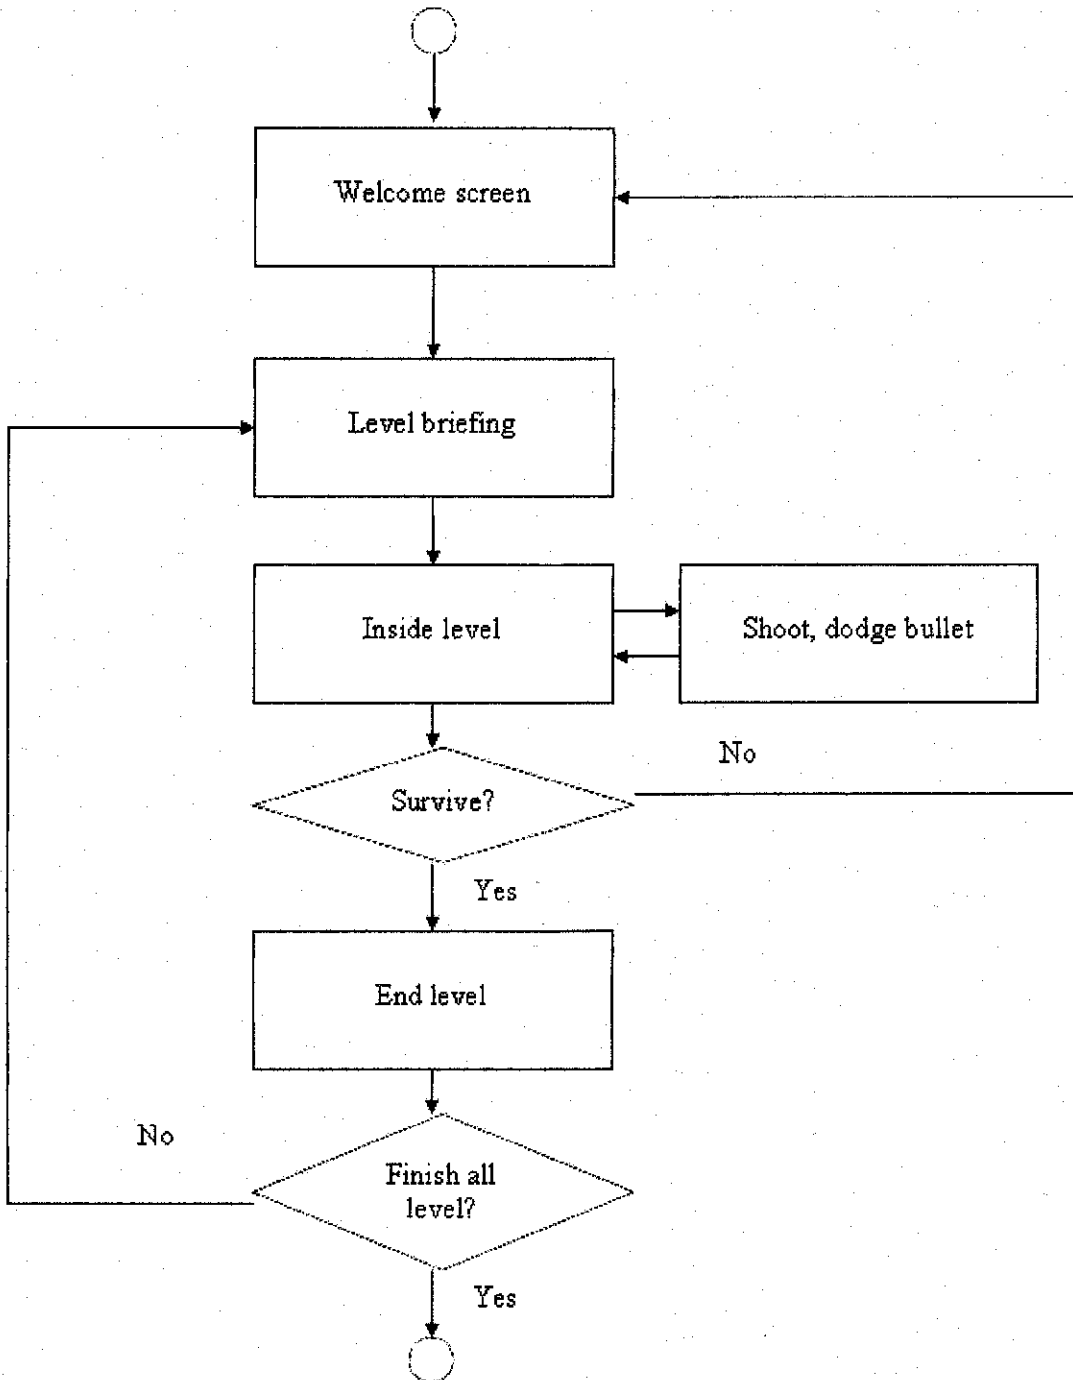 Welcome screen
Level briefing
Inside level
Shoot, dodge bullet
No
Survive?
Yes
End level
No
Finish all
level?
Yes